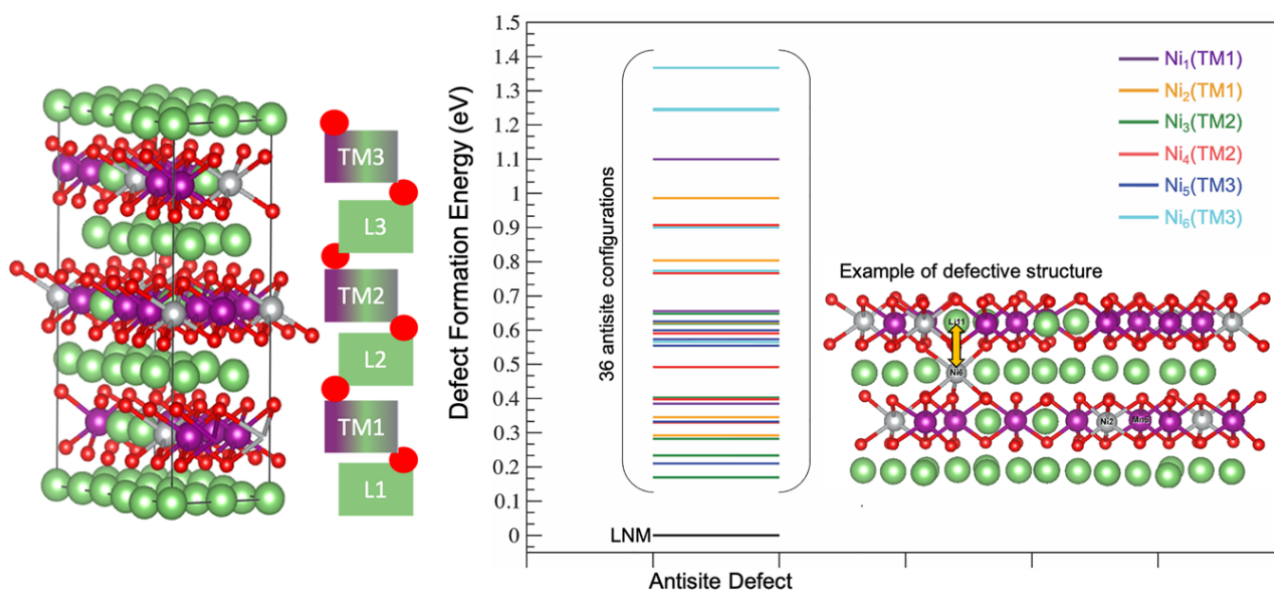 TM3
L3
TM2
L2
TM1
L1
Defect Formation Energy (eV)
1.5
1.4
1.3
1.2
1.1
1
0.9
0.8
0.7
0.6
0.5
0.4
0.3
0.2
0.1
0
36 antisite configurations
LNM
Antisite Defect
Ni₁(TM1)
Ni₂(TM1)
Ni₃(TM2)
Ni₄(TM2)
Ni₅(TM3)
Ni₆(TM3)
Example of defective structure
Li11
Ni6
Ni2 Mn6